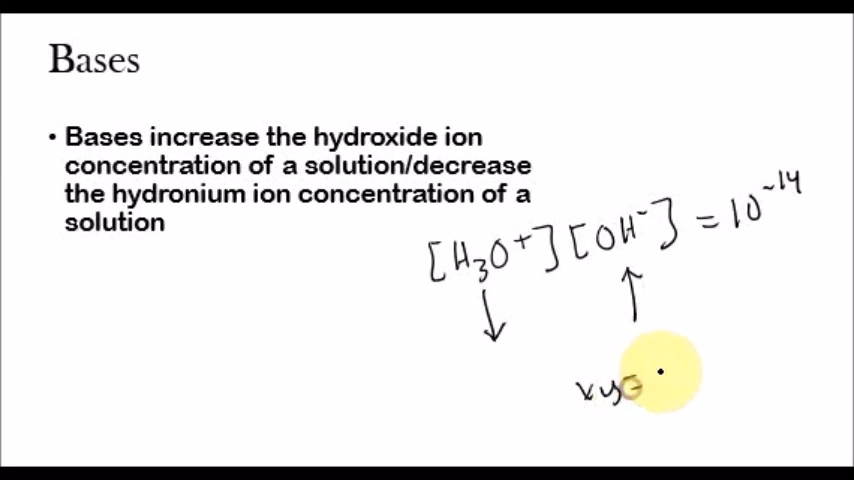 Bases
• Bases increase the hydroxide ion
concentration of a solution/decrease
the hydronium ion concentration of a
solution
[H₃O⁺][OH⁻] = 10⁻¹⁴
xy=